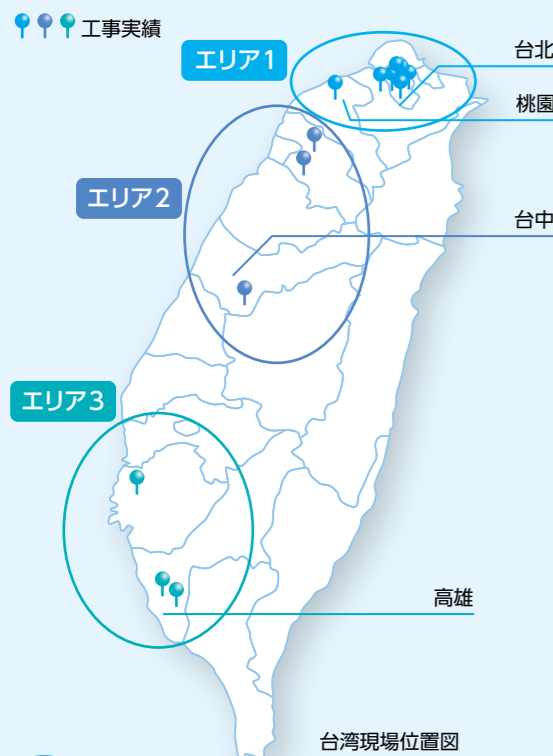 工事実績
エリア1
台北
桃園
エリア2
台中
エリア3
高雄
台湾現場位置図